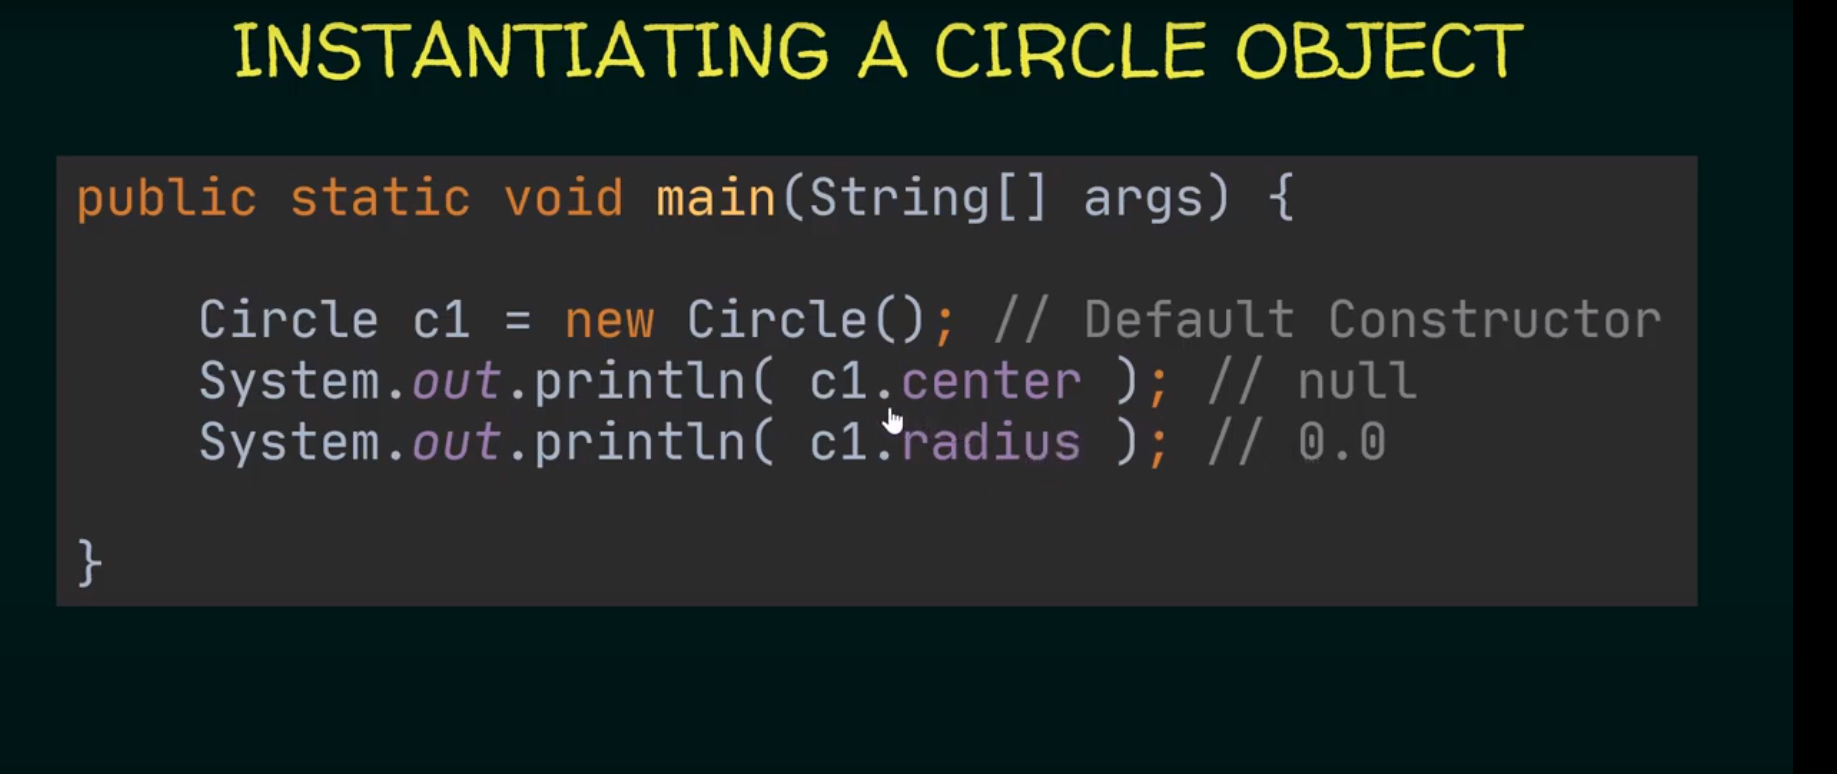 INSTANTIATING A CIRCLE OBJECT
public static void main(String[] args) {
Circle c1 = new Circle(); // Default Constructor
System.out.println( c1.center ); // null
System.out.println( c1.radius ); // 0.0
}